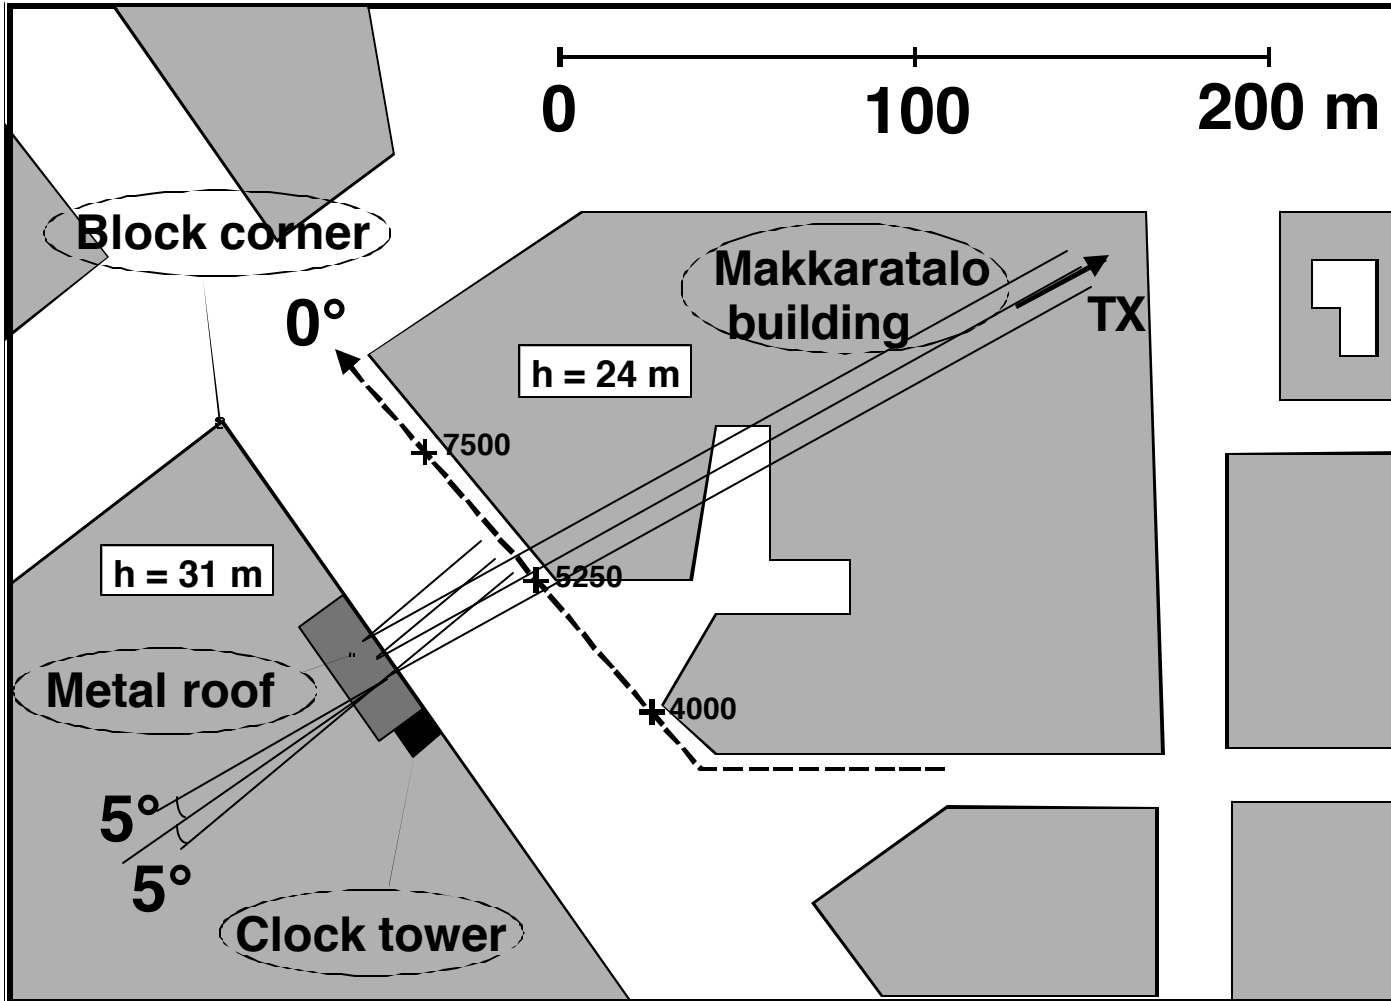 0
100
200 m
Block corner
Makkaratalo
building
TX
0°
h = 24 m
7500
5250
h = 31 m
Metal roof
4000
5°
5°
Clock tower